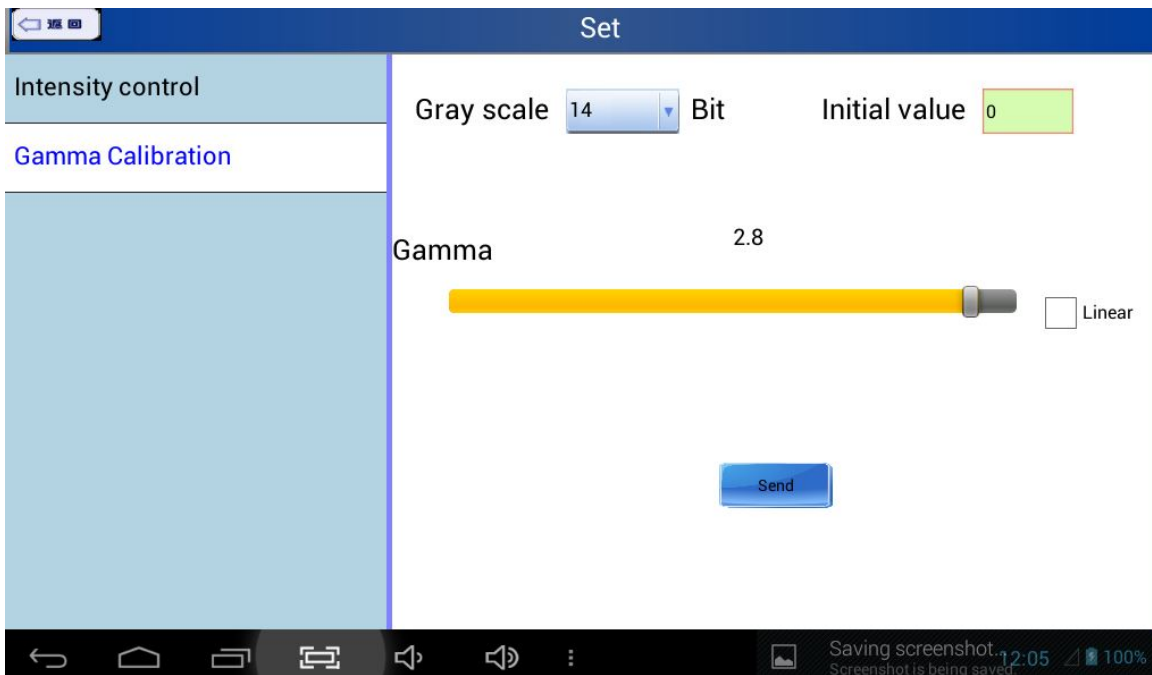 返回
Set
Intensity control
Gamma Calibration
Gray scale 14 Bit Initial value 0
Gamma 2.8
Linear
Send
Saving screenshot...
Screenshot is being saved.
12:05 100%